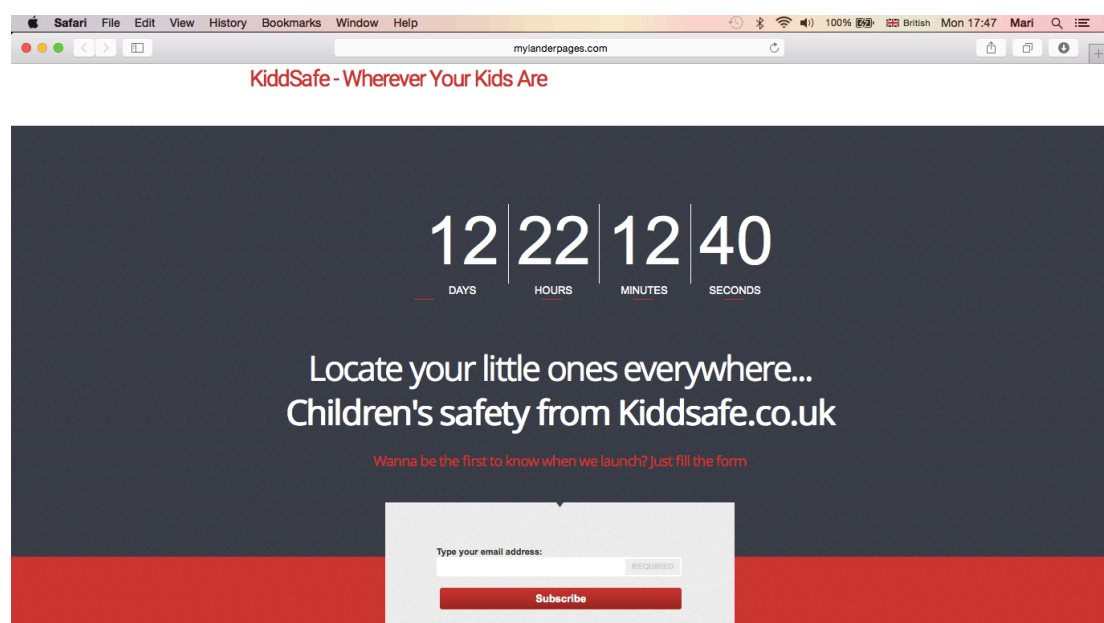 Safari File Edit View History Bookmarks Window Help 100% British Mon 17:47 Mari
mylanderpages.com
KiddSafe - Wherever Your Kids Are
12 22 12 40
DAYS HOURS MINUTES SECONDS
Locate your little ones everywhere...
Children's safety from Kiddsafe.co.uk
Wanna be the first to know when we launch? Just fill the form
Type your email address:
REQUIRED
Subscribe